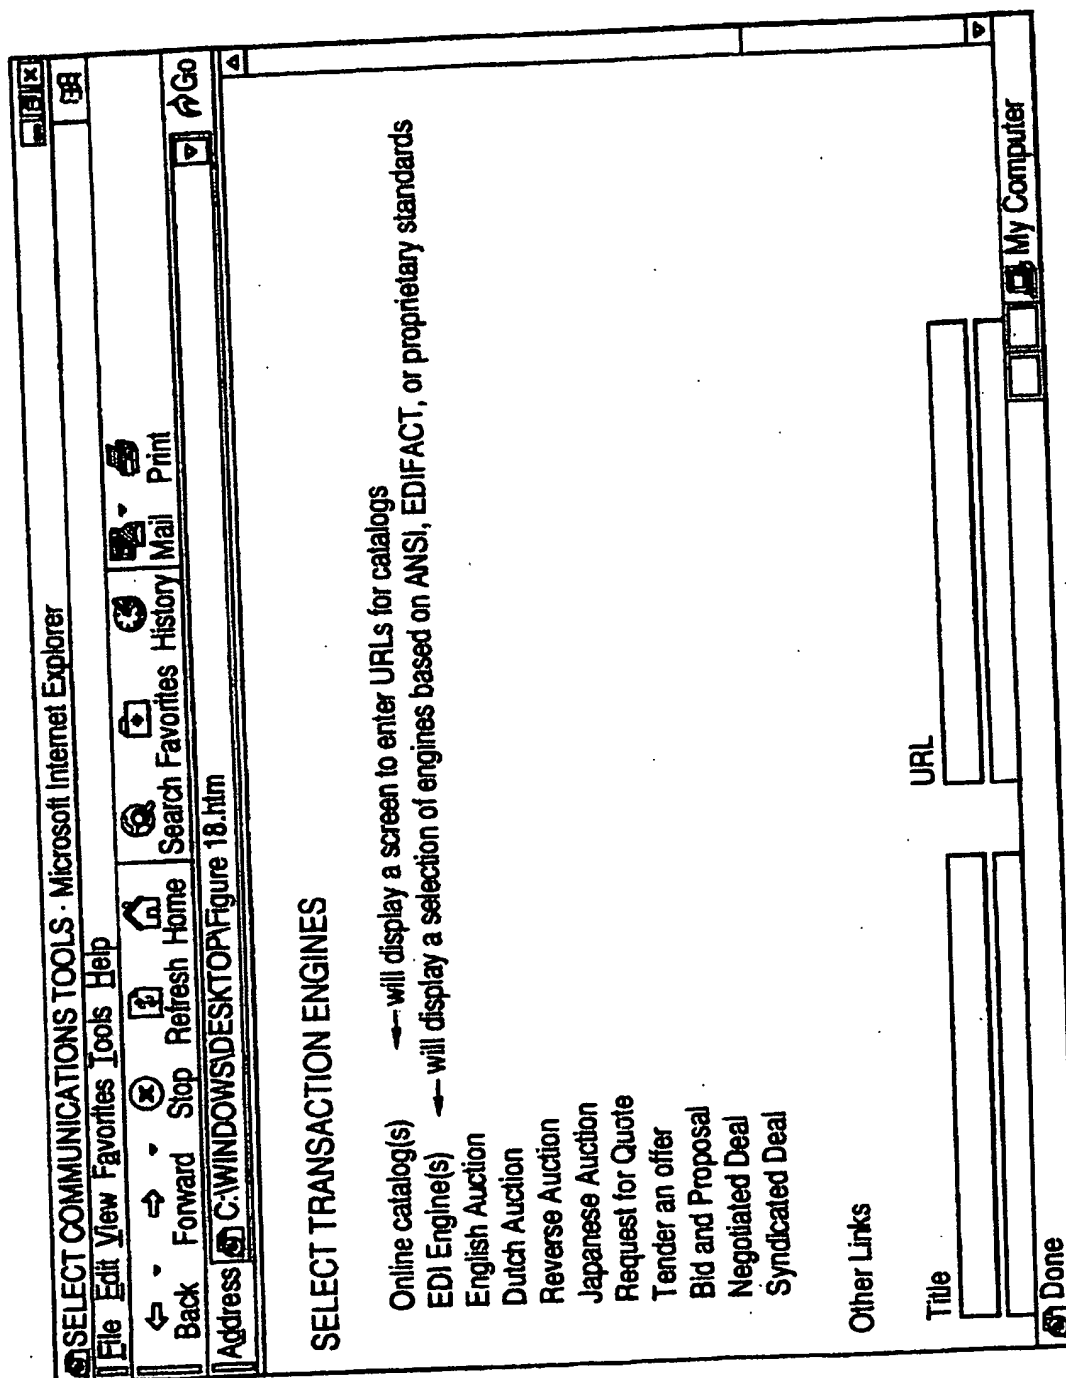 SELECT COMMUNICATIONS TOOLS - Microsoft Internet Explorer
File Edit View Favorites Tools Help
Back Forward Stop Refresh Home Search Favorites History Mail Print
Address C:\WINDOWS\DESKTOP\Figure 18.htm Go
SELECT TRANSACTION ENGINES
Online catalog(s) will display a screen to enter URLs for catalogs
EDI Engine(s) will display a selection of engines based on ANSI, EDIFACT, or proprietary standards
English Auction
Dutch Auction
Reverse Auction
Japanese Auction
Request for Quote
Tender an offer
Bid and Proposal
Negotiated Deal
Syndicated Deal
Other Links
Title URL
Done My Computer